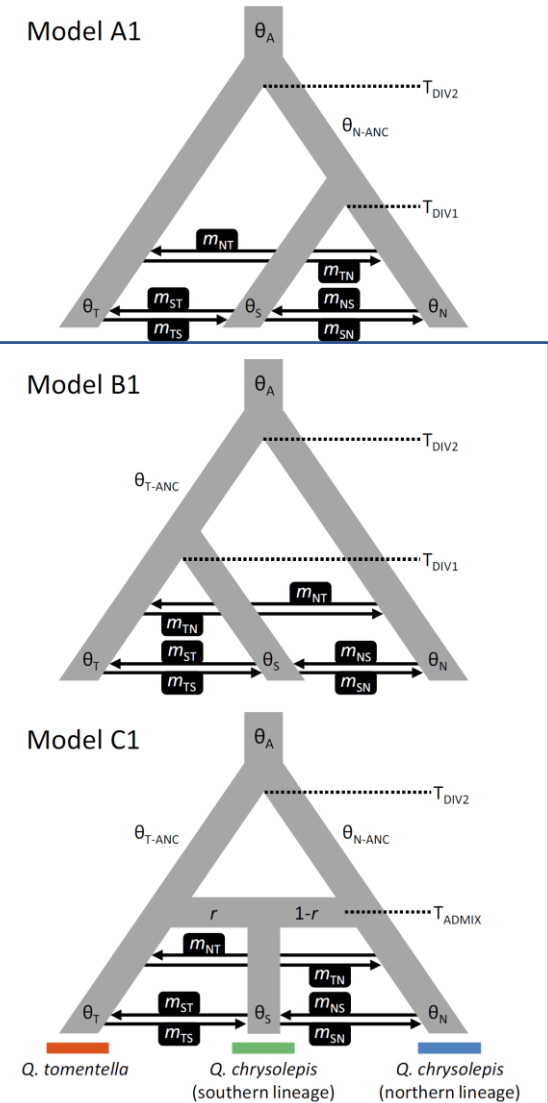 Model A1
θA
TDIV2
θN-ANC
TDIV1
mNT
mTN
θT mST θS mNS θN
mTS mSN
Model B1
θA
TDIV2
θT-ANC
TDIV1
mNT
mTN
θT mST θS mNS θN
mTS mSN
Model C1
θA
TDIV2
θT-ANC θN-ANC
r 1-r TADMIX
mNT
mTN
θT mST θS mNS θN
mTS mSN
Q. tomentella Q. chrysolepis Q. chrysolepis
(southern lineage) (northern lineage)